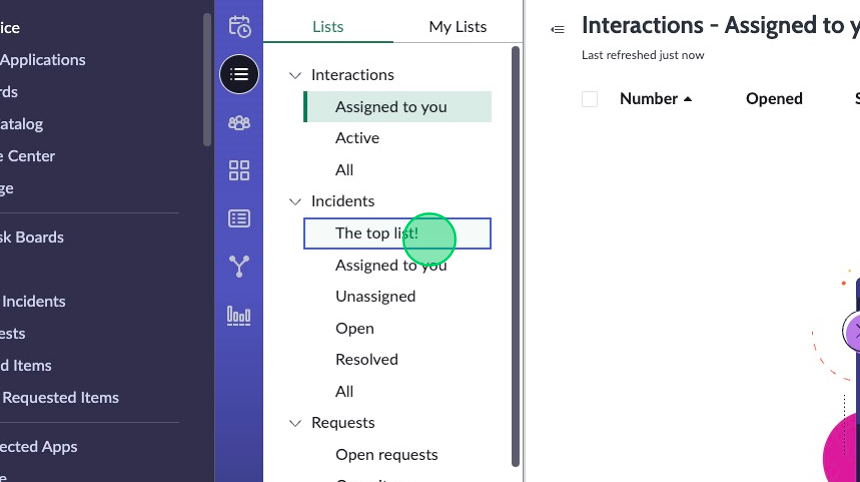 ice
Applications
rds
atalog
e Center
ge
sk Boards
Incidents
ests
d Items
Requested Items
ected Apps
Lists
My Lists
Interactions
Assigned to you
Active
All
Incidents
The top list!
Assigned to you
Unassigned
Open
Resolved
All
Requests
Open requests
Interactions - Assigned to y
Last refreshed just now
Number
Opened